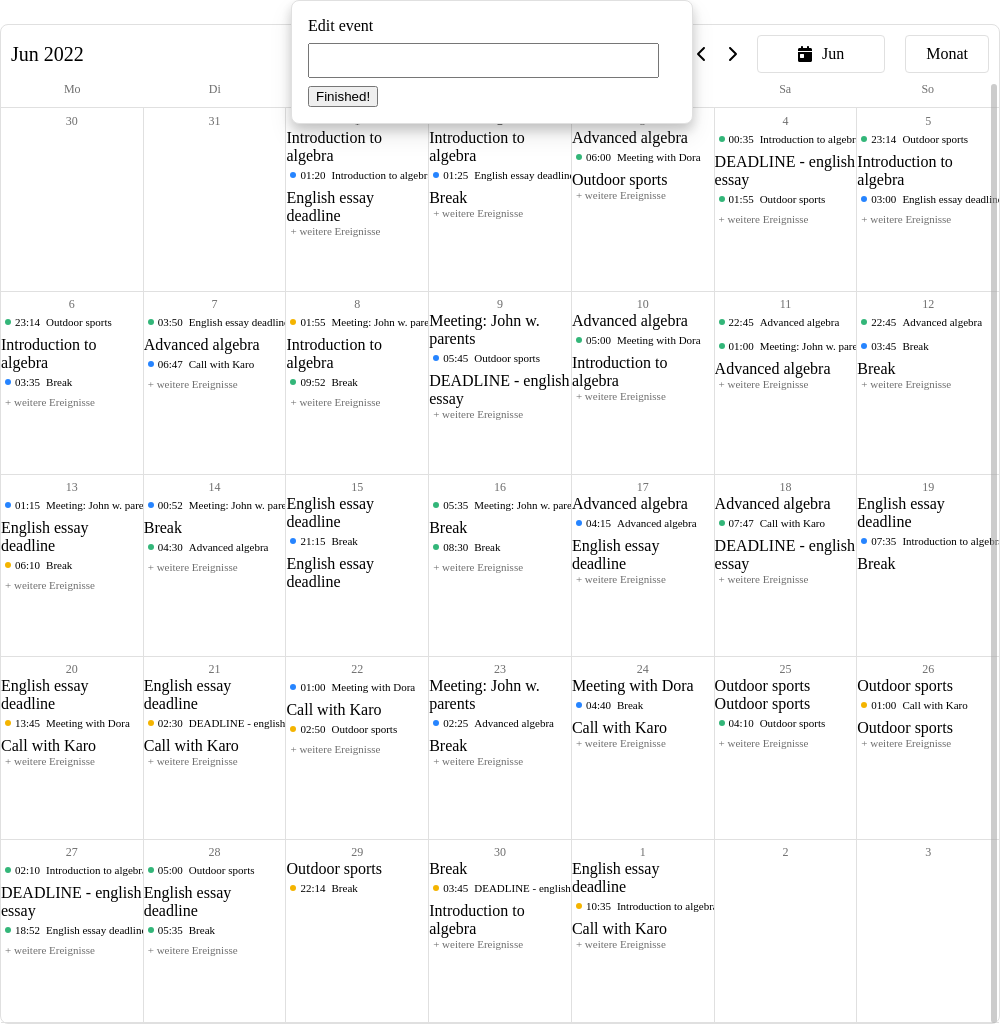 Edit event
Finished!
Jun 2022
Jun
Monat
Mo
Di
Sa
So
30
31
Introduction to
algebra
01:20 Introduction to algebr
English essay
deadline
+ weitere Ereignisse
Introduction to
algebra
01:25 English essay deadline
Break
+ weitere Ereignisse
Advanced algebra
06:00 Meeting with Dora
Outdoor sports
+ weitere Ereignisse
4
00:35 Introduction to algebr
DEADLINE - english
essay
01:55 Outdoor sports
+ weitere Ereignisse
5
23:14 Outdoor sports
Introduction to
algebra
03:00 English essay deadline
+ weitere Ereignisse
6
23:14 Outdoor sports
Introduction to
algebra
03:35 Break
+ weitere Ereignisse
7
03:50 English essay deadline
Advanced algebra
06:47 Call with Karo
+ weitere Ereignisse
8
01:55 Meeting: John w. pare
Introduction to
algebra
09:52 Break
+ weitere Ereignisse
9
Meeting: John w.
parents
05:45 Outdoor sports
DEADLINE - english
essay
+ weitere Ereignisse
10
Advanced algebra
05:00 Meeting with Dora
Introduction to
algebra
+ weitere Ereignisse
11
22:45 Advanced algebra
01:00 Meeting: John w. pare
Advanced algebra
+ weitere Ereignisse
12
22:45 Advanced algebra
03:45 Break
Break
+ weitere Ereignisse
13
01:15 Meeting: John w. pare
English essay
deadline
06:10 Break
+ weitere Ereignisse
14
00:52 Meeting: John w. pare
Break
04:30 Advanced algebra
+ weitere Ereignisse
15
English essay
deadline
21:15 Break
English essay
deadline
16
05:35 Meeting: John w. pare
Break
08:30 Break
+ weitere Ereignisse
17
Advanced algebra
04:15 Advanced algebra
English essay
deadline
+ weitere Ereignisse
18
Advanced algebra
07:47 Call with Karo
DEADLINE - english
essay
+ weitere Ereignisse
19
English essay
deadline
07:35 Introduction to algebr
Break
20
English essay
deadline
13:45 Meeting with Dora
Call with Karo
+ weitere Ereignisse
21
English essay
deadline
02:30 DEADLINE - english
Call with Karo
+ weitere Ereignisse
22
01:00 Meeting with Dora
Call with Karo
02:50 Outdoor sports
+ weitere Ereignisse
23
Meeting: John w.
parents
02:25 Advanced algebra
Break
+ weitere Ereignisse
24
Meeting with Dora
04:40 Break
Call with Karo
+ weitere Ereignisse
25
Outdoor sports
Outdoor sports
04:10 Outdoor sports
+ weitere Ereignisse
26
Outdoor sports
01:00 Call with Karo
Outdoor sports
+ weitere Ereignisse
27
02:10 Introduction to algebr
DEADLINE - english
essay
18:52 English essay deadline
+ weitere Ereignisse
28
05:00 Outdoor sports
English essay
deadline
05:35 Break
+ weitere Ereignisse
29
Outdoor sports
22:14 Break
30
Break
03:45 DEADLINE - english
Introduction to
algebra
+ weitere Ereignisse
1
English essay
deadline
10:35 Introduction to algebra
Call with Karo
+ weitere Ereignisse
2
3